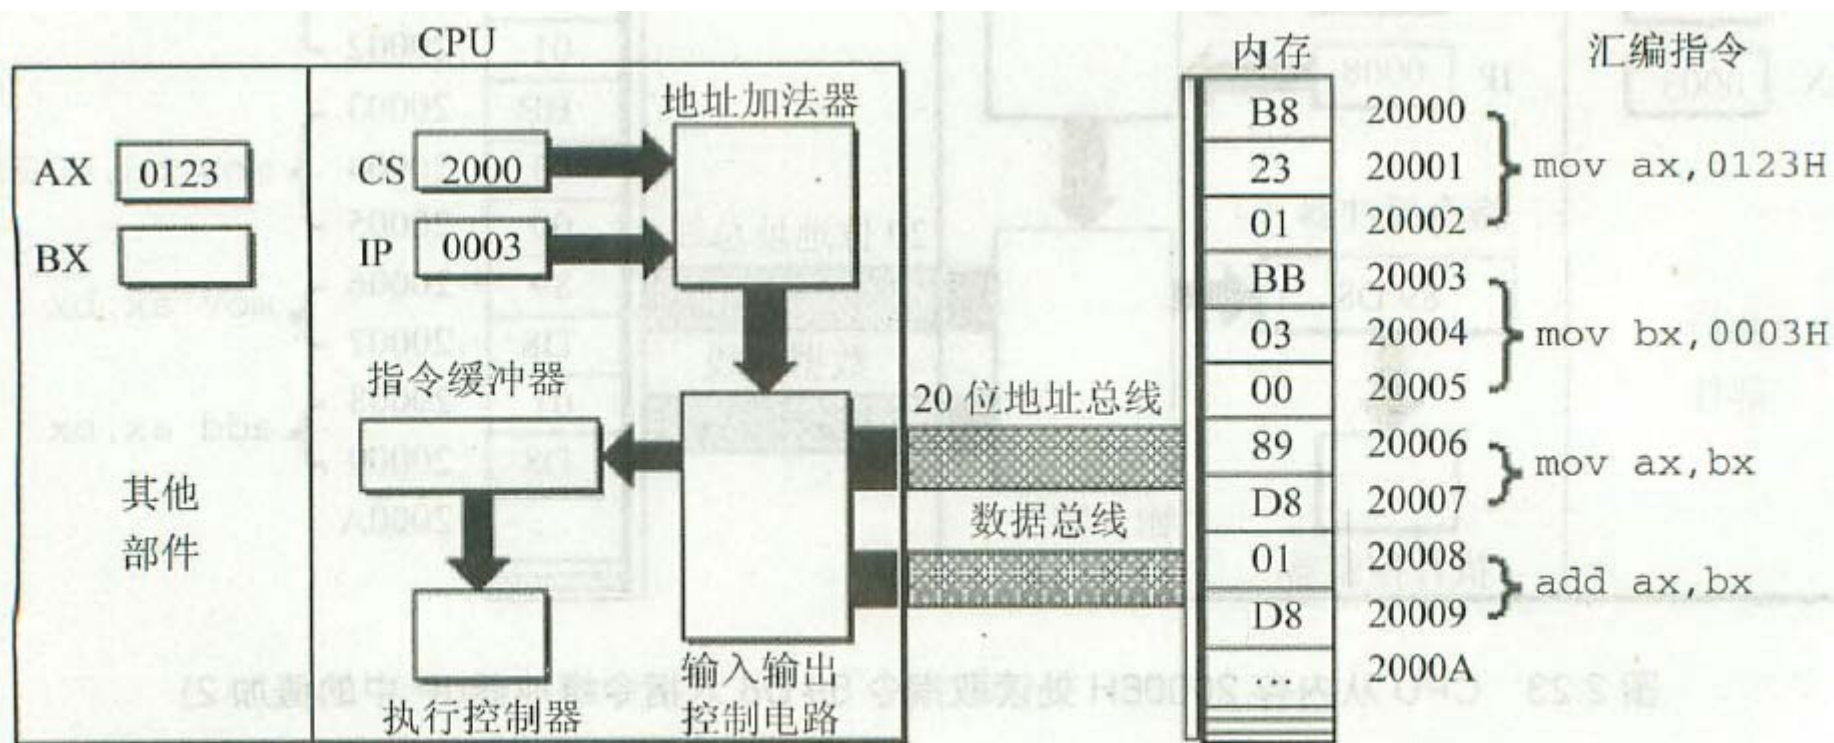 CPU
内存
汇编指令
地址加法器
AX 0123
CS 2000
BX
IP 0003
指令缓冲器
其他
部件
执行控制器
输入输出
控制电路
20 位地址总线
数据总线
B8 20000
23 20001 mov ax,0123H
01 20002
BB 20003
03 20004 mov bx,0003H
00 20005
89 20006
mov ax,bx
D8 20007
01 20008
add ax,bx
D8 20009
… 2000A